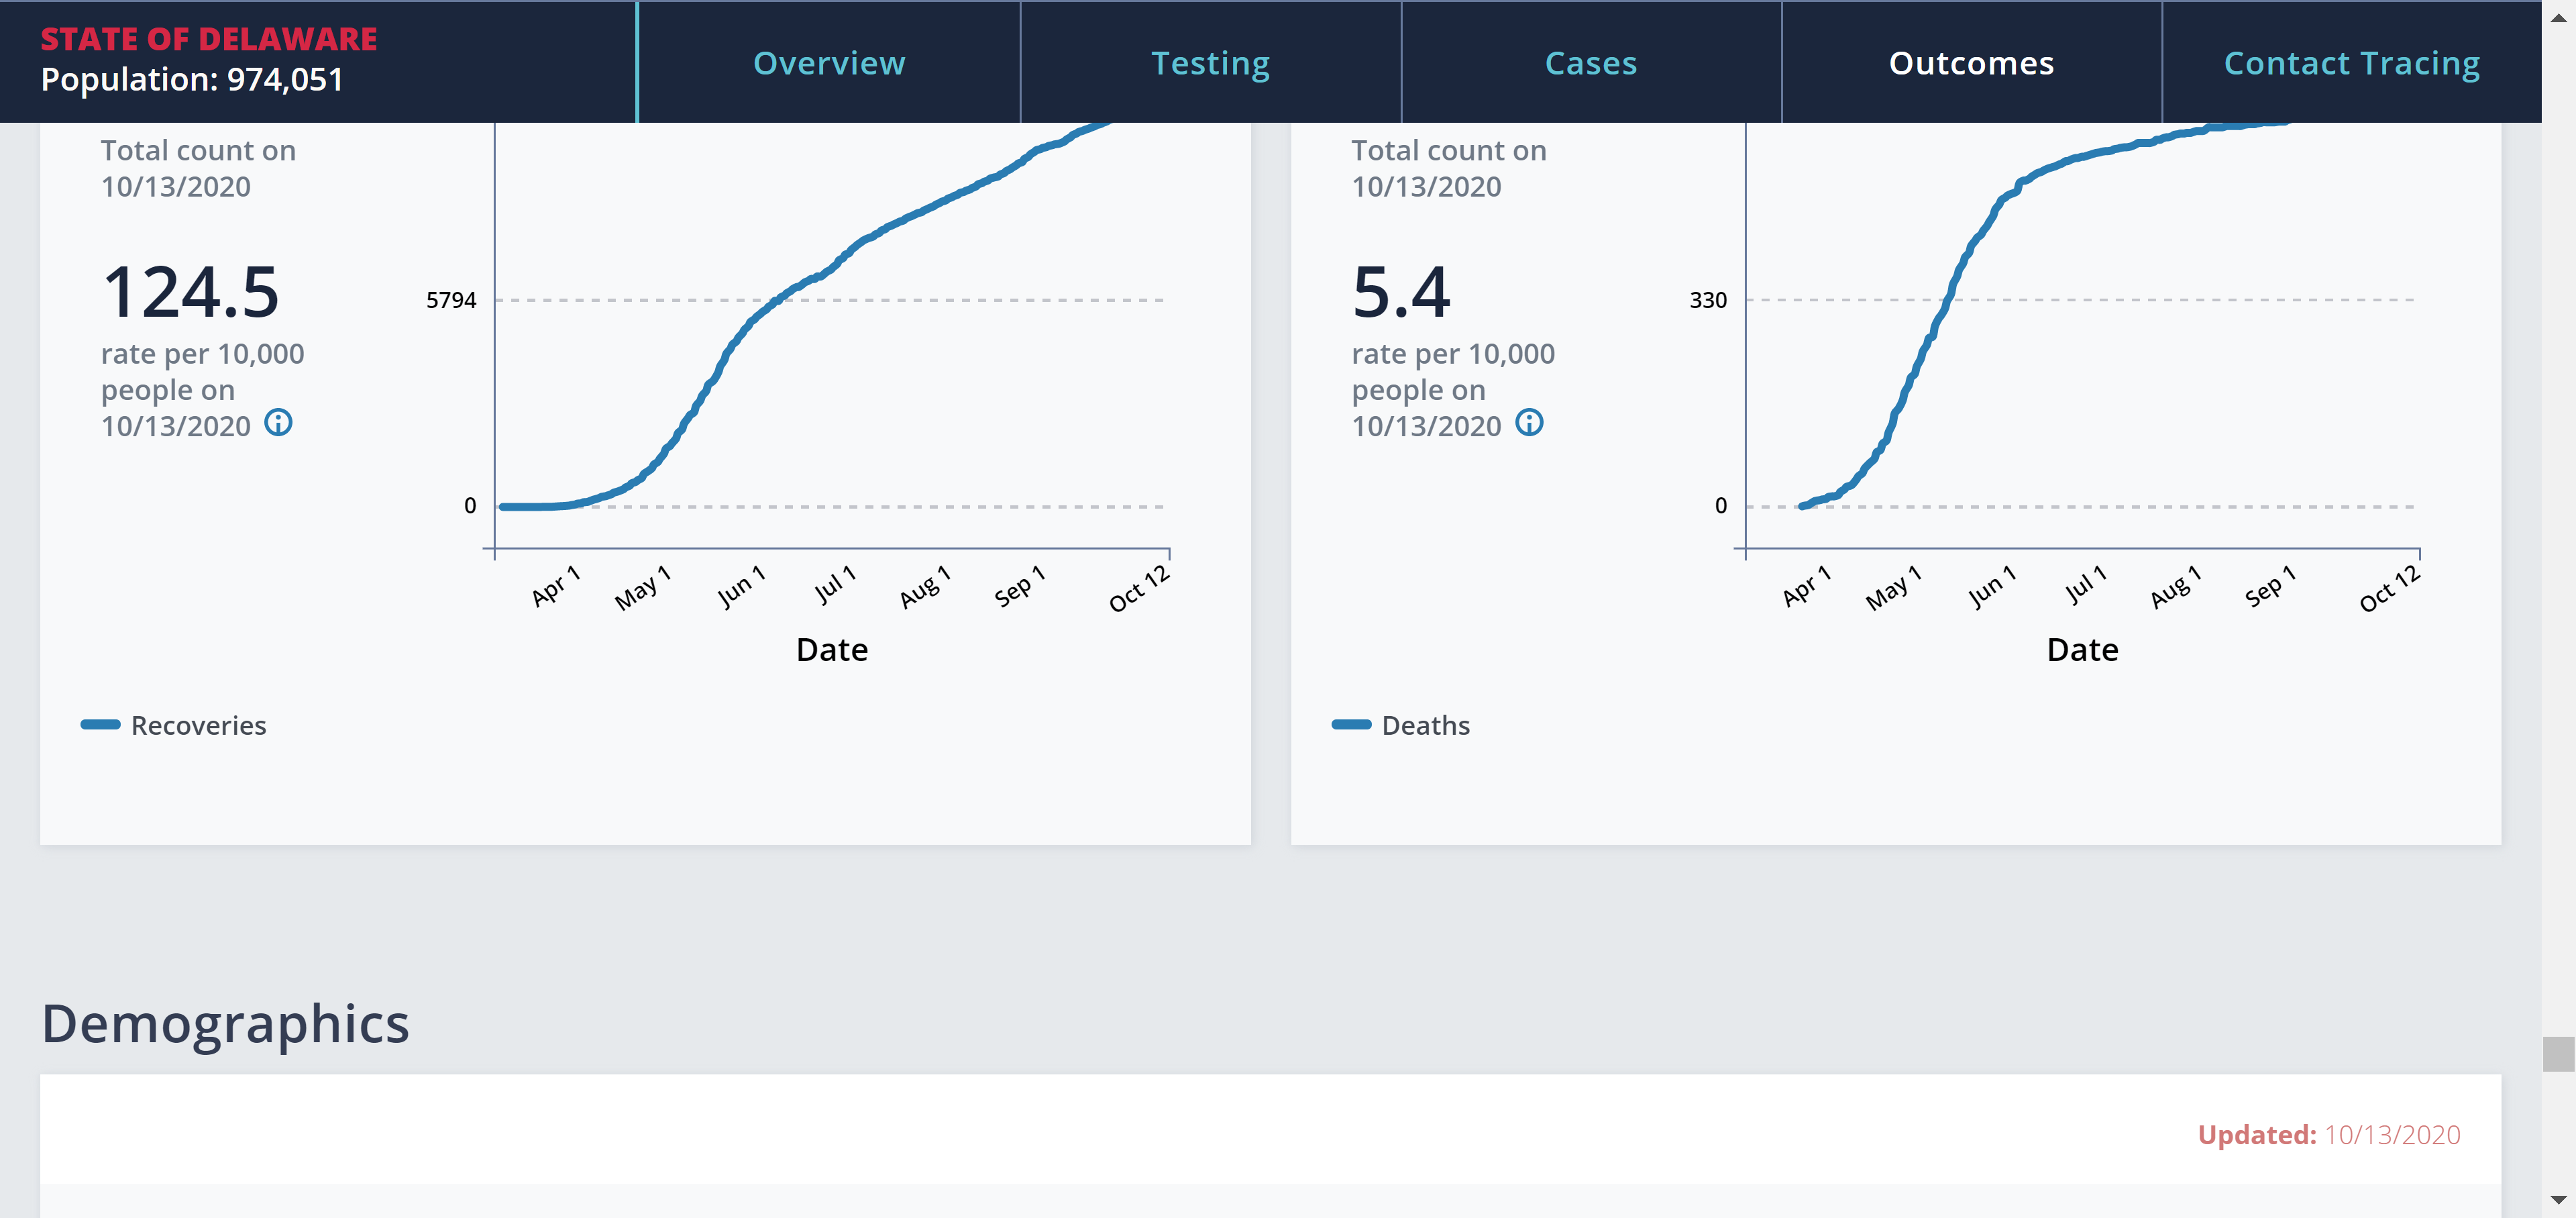 STATE OF DELAWARE
Population: 974,051
Overview
Testing
Cases
Outcomes
Contact Tracing
Total count on
10/13/2020
124.5
rate per 10,000
people on
10/13/2020
5794
0
Apr 1
May 1
Jun 1
Jul 1
Aug 1
Sep 1
Oct 12
Date
Recoveries
Total count on
10/13/2020
5.4
rate per 10,000
people on
10/13/2020
330
0
Apr 1
May 1
Jun 1
Jul 1
Aug 1
Sep 1
Oct 12
Date
Deaths
Demographics
Updated: 10/13/2020